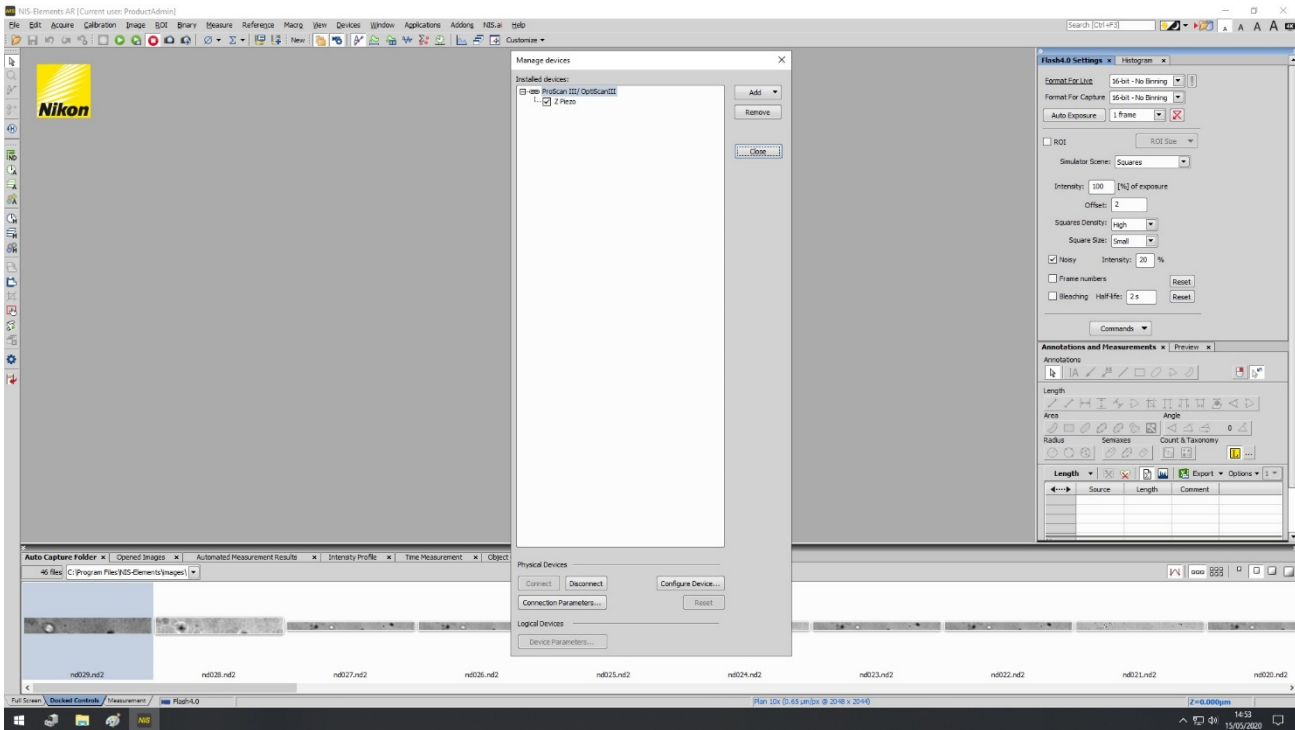 NIS-Elements AR [Current user: ProductAdmin]
File Edit Acquire Calibration Image ROI Binary Measure Reference Macro View Devices Window Applications Addons NIS.ai Help
Search [Ctrl+F3]
A A A
New
Customize
Nikon
Manage devices
Installed devices:
ProScan III/ OptiScanIII
Z Piezo
Add
Remove
Close
Physical Devices
Connect Disconnect Configure Device...
Connection Parameters... Reset
Logical Devices
Device Parameters...
Flash4.0 Settings x Histogram x
Format For Live 16-bit - No Binning
Format For Capture 16-bit - No Binning
Auto Exposure 1 frame
ROI ROI Size
Simulator Scene: Squares
Intensity: 100 [%] of exposure
Offset: 2
Squares Density: High
Square Size: Small
Noisy Intensity: 20 %
Frame numbers Reset
Bleaching Half-life: 2 s Reset
Commands
Annotations and Measurements x Preview x
Annotations
Length
Area Angle
0
Radius Semiaxes Count & Taxonomy
Length Export Options 1
Source Length Comment
Auto Capture Folder x Opened Images x Automated Measurement Results x Intensity Profile x Time Measurement x Object
46 files C:\Program Files\NIS-Elements\images\
nd029.nd2 nd028.nd2 nd027.nd2 nd026.nd2 nd025.nd2 nd024.nd2 nd023.nd2 nd022.nd2 nd021.nd2 nd020.nd2
Full Screen Docked Controls Measurement Flash4.0 Plan 10x (0.65 µm/px @ 2048 x 2044) Z=0.000µm
NIS
14:53
15/05/2020